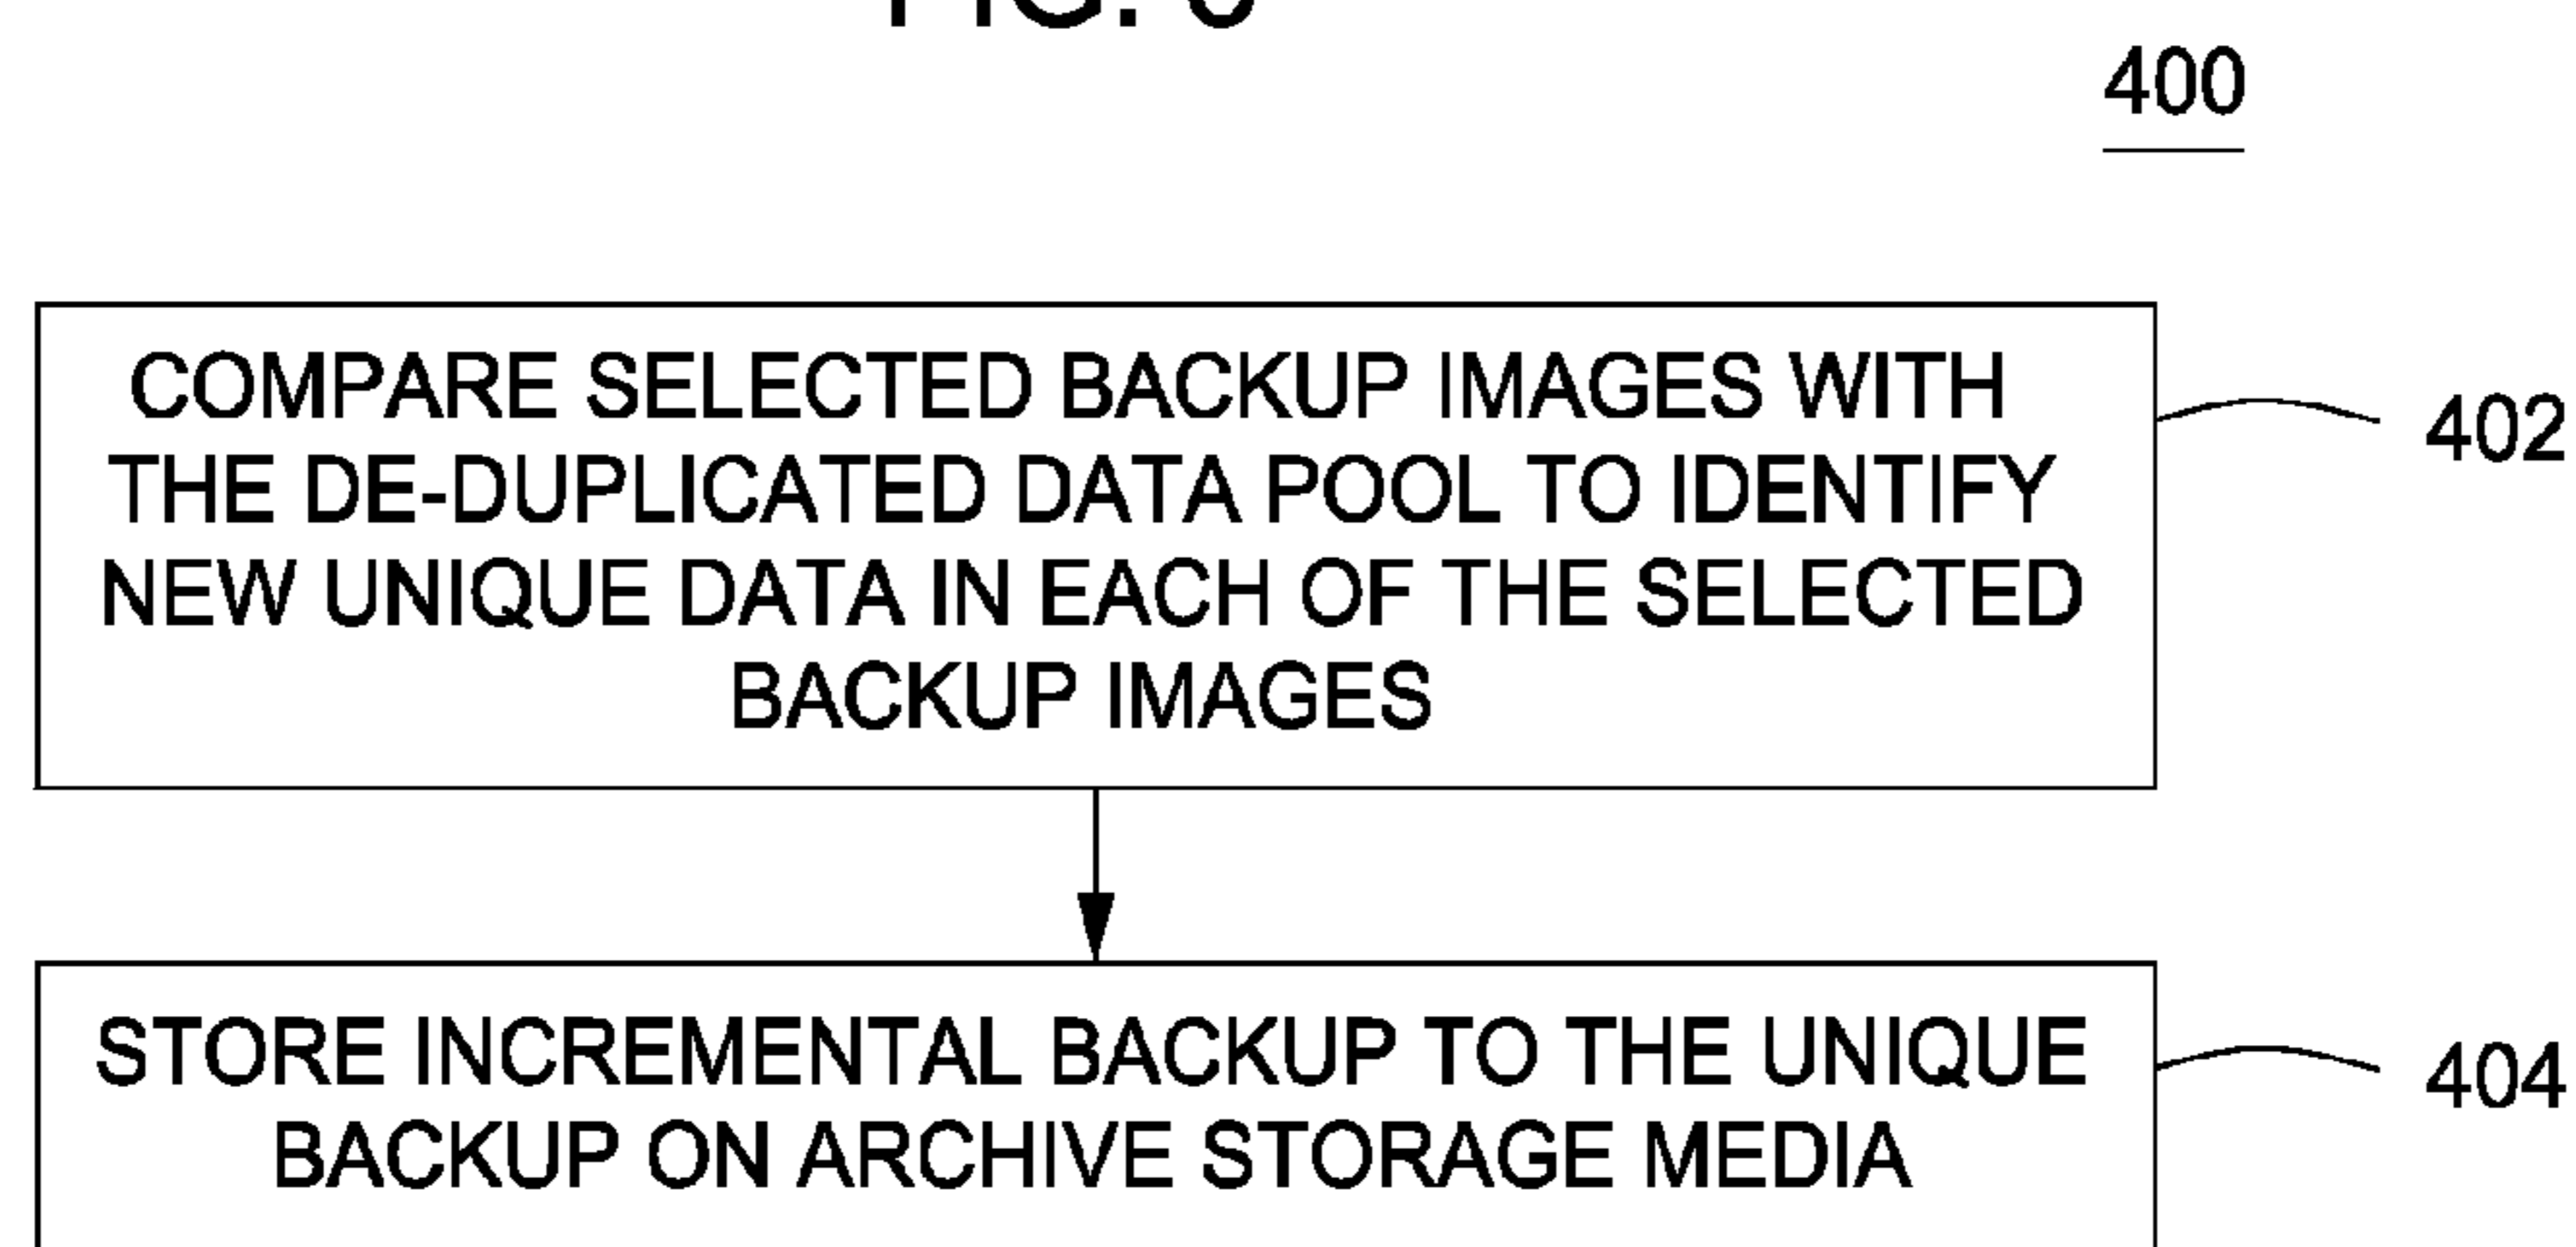 FIG.
400
COMPARE SELECTED BACKUP IMAGES WITH
THE DE-DUPLICATED DATA POOL TO IDENTIFY
NEW UNIQUE DATA IN EACH OF THE SELECTED
BACKUP IMAGES
402
STORE INCREMENTAL BACKUP TO THE UNIQUE
BACKUP ON ARCHIVE STORAGE MEDIA
404